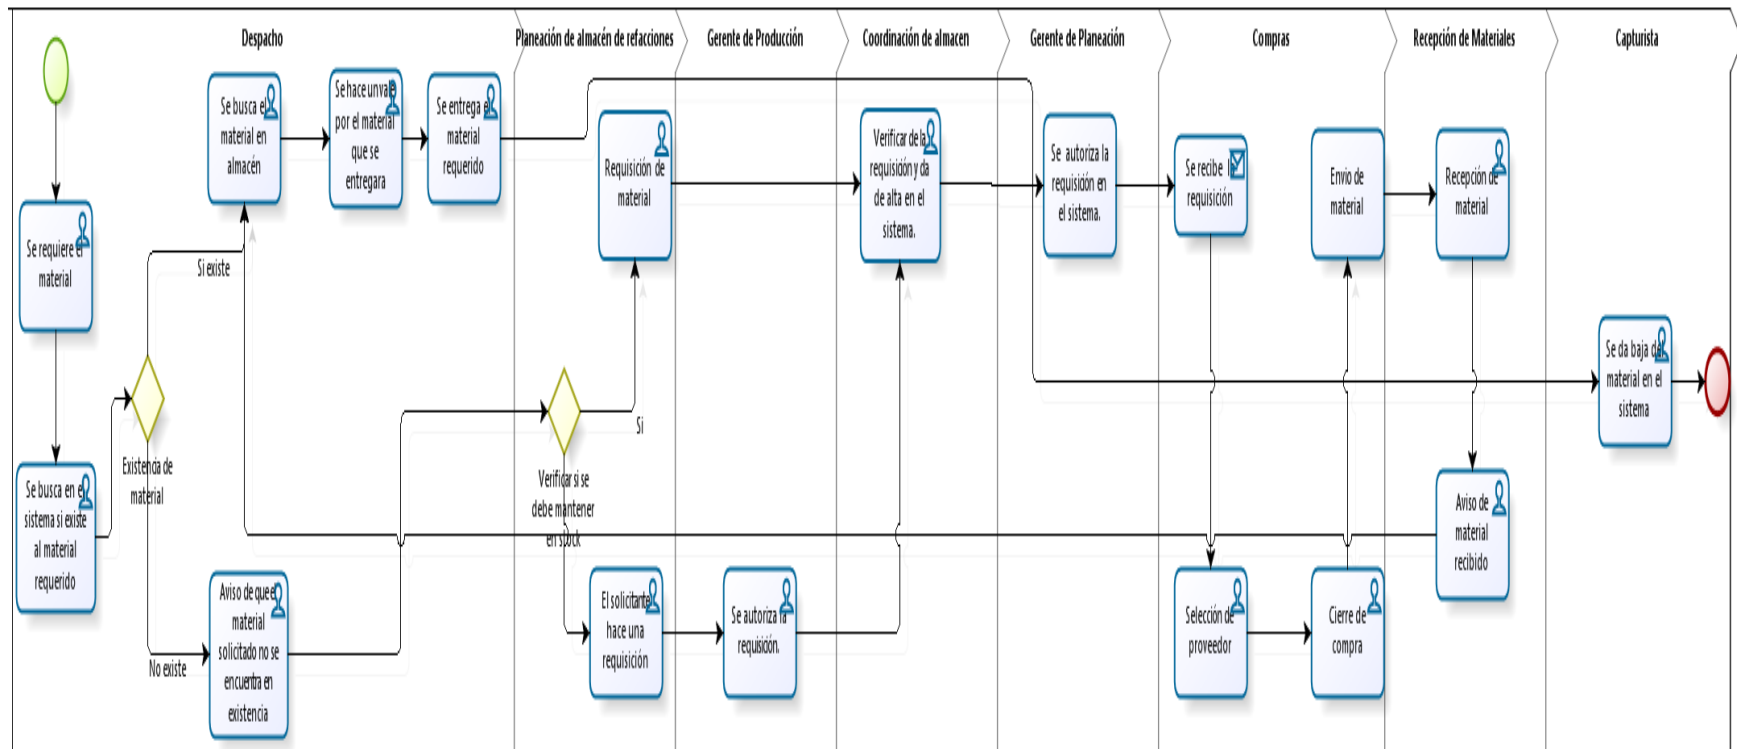 Despacho
Planeación de almacén de refacciones
Gerente de Producción
Coordinación de almacen
Gerente de Planeación
Compras
Recepción de Materiales
Capturista
Se busca el
material en
almacén
Se hace un vale
por el material
que se
entregara
Se entrega el
material
requerido
Requisición de
material
Verificar de la
requisición y da
de alta en el
sistema.
Se autoriza la
requisición en
el sistema.
Se recibe la
requisición
Envio de
material
Recepción de
material
Se requiere el
material
Si existe
Se da baja del
material en el
sistema
Si
Existencia de
material
Verificar si se
debe mantener
en stock
Se busca en el
sistema si existe
al material
requerido
Aviso de
material
recibido
Aviso de que el
material
solicitado no se
encuentra en
existencia
No existe
El solicitante
hace una
requisición
Se autoriza la
requisición.
Selección de
proveedor
Cierre de
compra